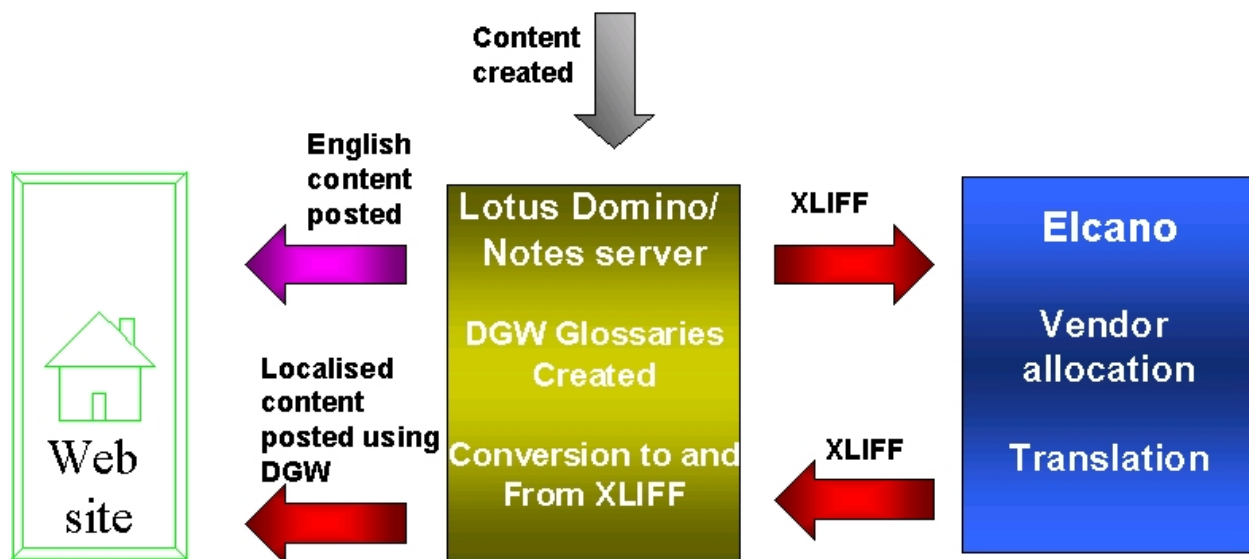 Content
created
English
content
posted
Lotus Domino/
Notes server
XLIFF
Elcano
DGW Glossaries
Created
Vendor
allocation
Localised
content
posted using
DGW
Conversion to and
From XLIFF
XLIFF
Translation
Web
site